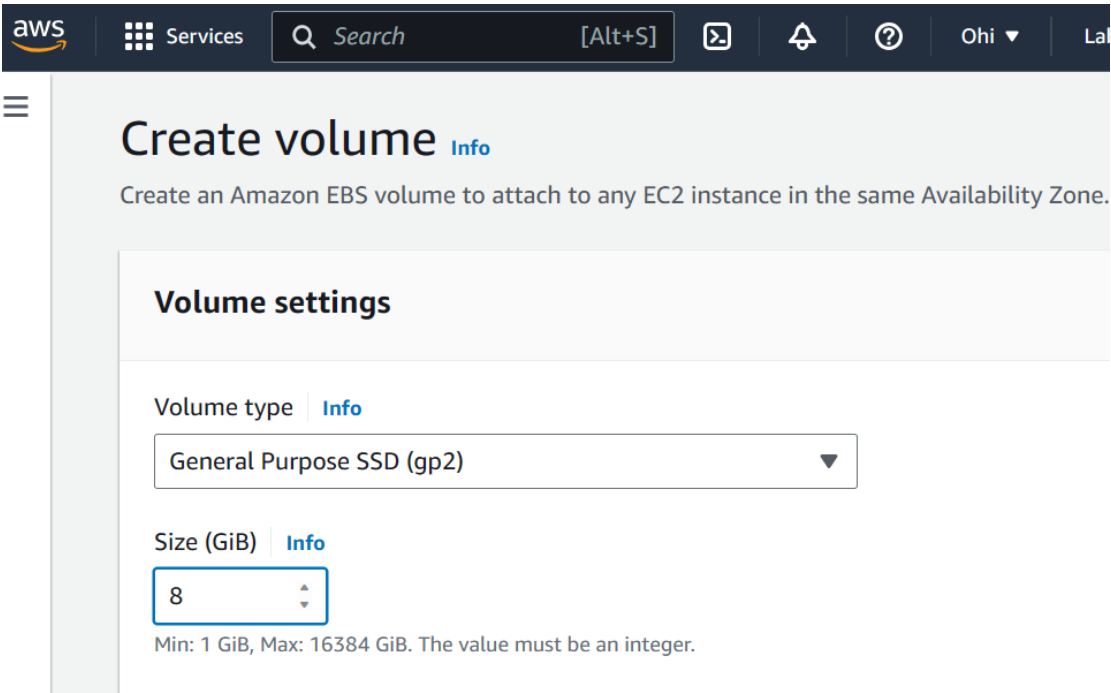 aws Services Search [Alt+S] Ohi
Create volume Info
Create an Amazon EBS volume to attach to any EC2 instance in the same Availability Zone.
Volume settings
Volume type Info
General Purpose SSD (gp2)
Size (GiB) Info
8
Min: 1 GiB, Max: 16384 GiB. The value must be an integer.